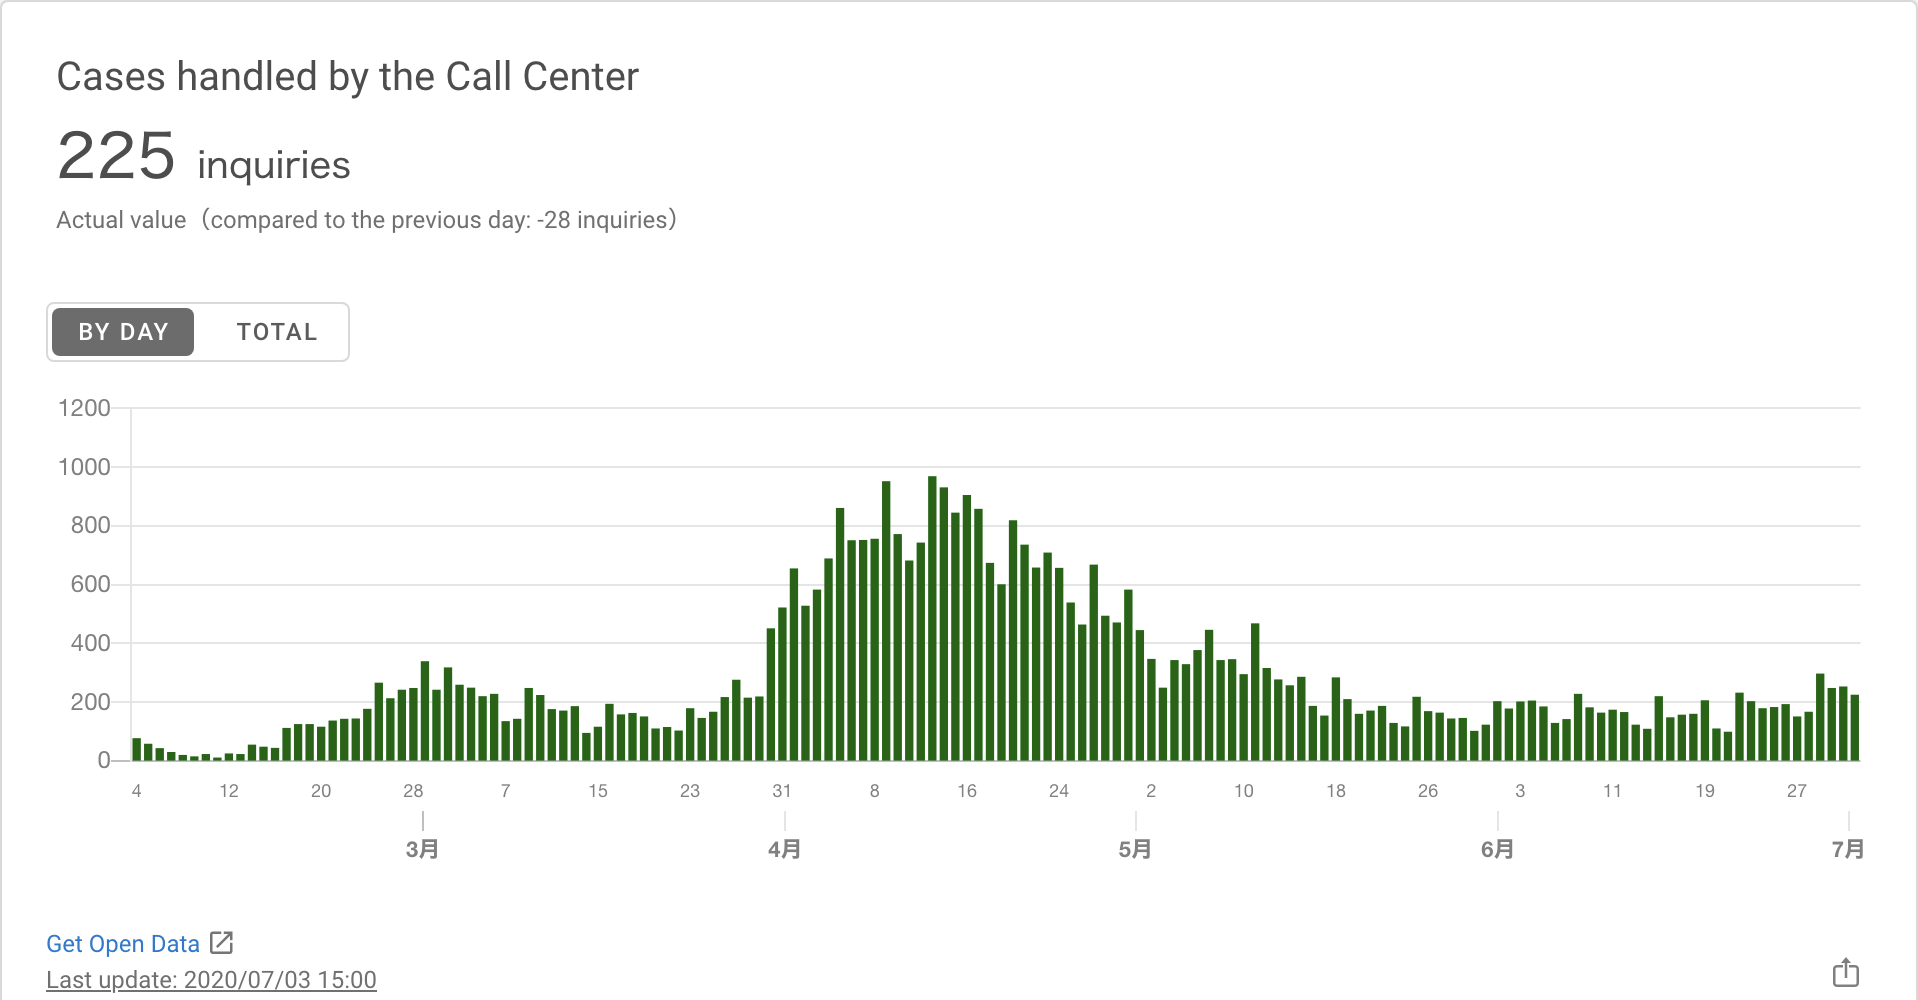 Cases handled by the Call Center
225 inquiries
Actual value（compared to the previous day: -28 inquiries）
BY DAY TOTAL
1200
1000
800
600
400
200
0
4 12 20 28 7 15 23 31 8 16 24 2 10 18 26 3 11 19 27
3月 4月 5月 6月 7月
Get Open Data
Last update: 2020/07/03 15:00